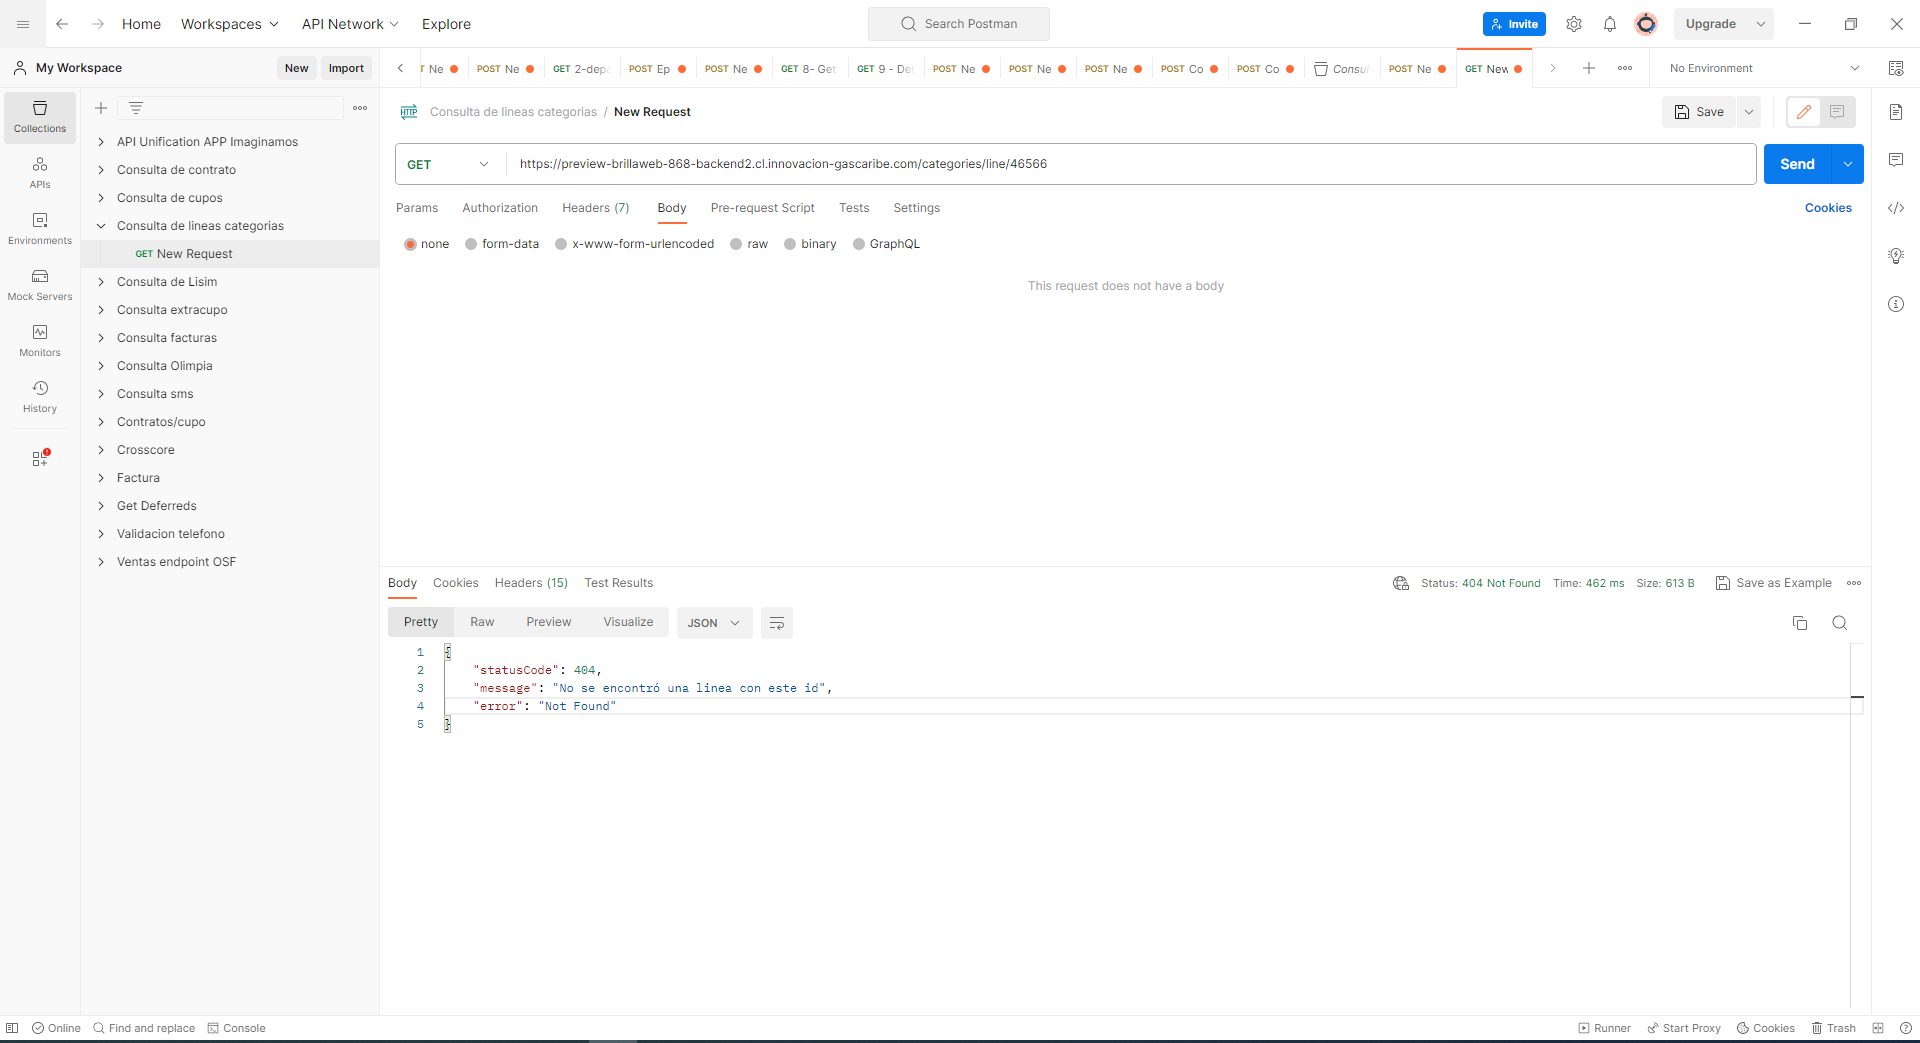 Home Workspaces API Network Explore Search Postman Invite Upgrade
My Workspace New Import
Ne POST Ne GET 2-depa POST Ep POST Ne GET 8- Get GET 9 - Det POST Ne POST Ne POST Ne POST Co POST Co Consul POST Ne GET New No Environment
Collections
APIs
Environments
Mock Servers
Monitors
History
API Unification APP Imaginamos
Consulta de contrato
Consulta de cupos
Consulta de lineas categorias
GET New Request
Consulta de Lisim
Consulta extracupo
Consulta facturas
Consulta Olimpia
Consulta sms
Contratos/cupo
Crosscore
Factura
Get Deferreds
Validacion telefono
Ventas endpoint OSF
HTTP Consulta de lineas categorias / New Request Save
GET https://preview-brillaweb-868-backend2.cl.innovacion-gascaribe.com/categories/line/46566 Send
Params Authorization Headers (7) Body Pre-request Script Tests Settings Cookies
none form-data x-www-form-urlencoded raw binary GraphQL
This request does not have a body
Body Cookies Headers (15) Test Results Status: 404 Not Found Time: 462 ms Size: 613 B Save as Example
Pretty Raw Preview Visualize JSON
1 {
2 "statusCode": 404,
3 "message": "No se encontró una linea con este id",
4 "error": "Not Found"
5 }
Online Find and replace Console Runner Start Proxy Cookies Trash